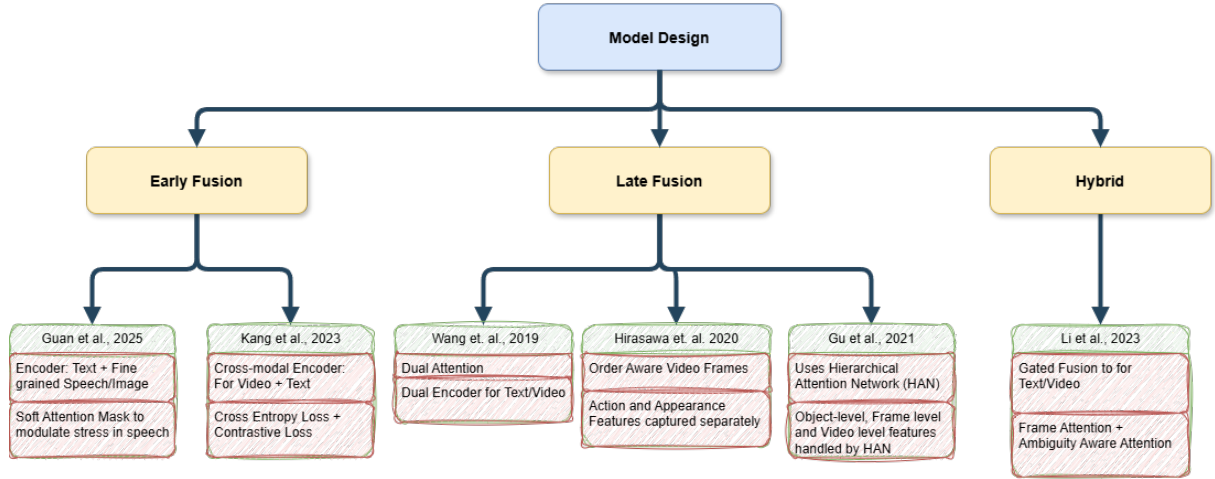 Model Design
Early Fusion
Late Fusion
Hybrid
Guan et al., 2025
Encoder: Text + Fine
grained Speech/Image
Soft Attention Mask to
modulate stress in speech
Kang et al., 2023
Cross-modal Encoder:
For Video + Text
Cross Entropy Loss +
Contrastive Loss
Wang et. al., 2019
Dual Attention
Dual Encoder for Text/Video
Hirasawa et. al. 2020
Order Aware Video Frames
Action and Appearance
Features captured separately
Gu et al., 2021
Uses Hierarchical
Attention Network (HAN)
Object-level, Frame level
and Video level features
handled by HAN
Li et al., 2023
Gated Fusion to for
Text/Video
Frame Attention +
Ambiguity Aware Attention